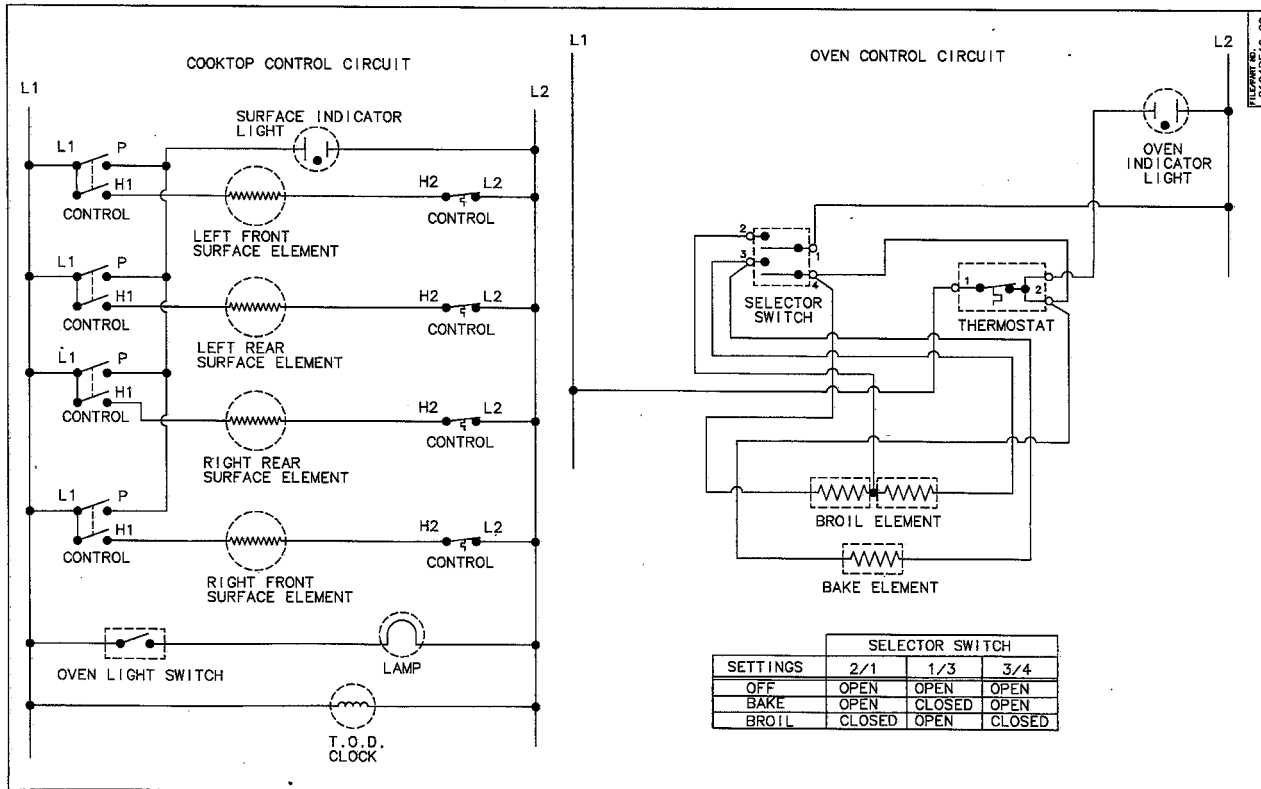 COOKTOP CONTROL CIRCUIT
L1
L2
SURFACE INDICATOR
LIGHT
L1
P
H1
CONTROL
H2
L2
CONTROL
LEFT FRONT
SURFACE ELEMENT
L1
P
H1
CONTROL
H2
L2
CONTROL
LEFT REAR
SURFACE ELEMENT
L1
P
H1
CONTROL
H2
L2
CONTROL
RIGHT REAR
SURFACE ELEMENT
L1
P
H1
CONTROL
H2
L2
CONTROL
RIGHT FRONT
SURFACE ELEMENT
OVEN LIGHT SWITCH
LAMP
T.O.D.
CLOCK
OVEN CONTROL CIRCUIT
L1
L2
FILE/PART NO.
OVEN
INDICATOR
LIGHT
2
1
3
4
SELECTOR
SWITCH
1
2
THERMOSTAT
BROIL ELEMENT
BAKE ELEMENT
SELECTOR SWITCH
SETTINGS 2/1 1/3 3/4
OFF OPEN OPEN OPEN
BAKE OPEN CLOSED OPEN
BROIL CLOSED OPEN CLOSED